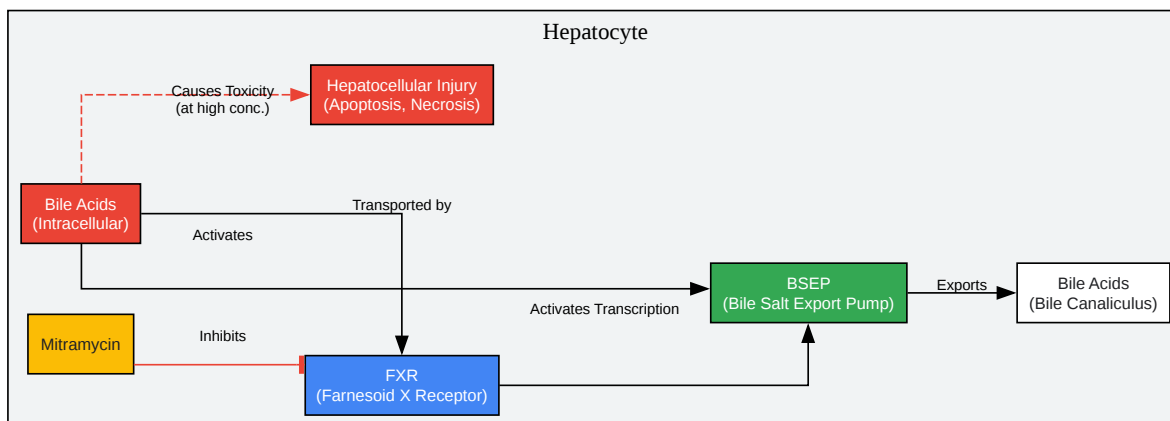 Hepatocyte
Causes Toxicity
(at high conc.)
Hepatocellular Injury
(Apoptosis, Necrosis)
Bile Acids
(Intracellular)
Transported by
Activates
BSEP
(Bile Salt Export Pump)
Exports
Bile Acids
(Bile Canaliculus)
Activates Transcription
Mitramycin
Inhibits
FXR
(Farnesoid X Receptor)